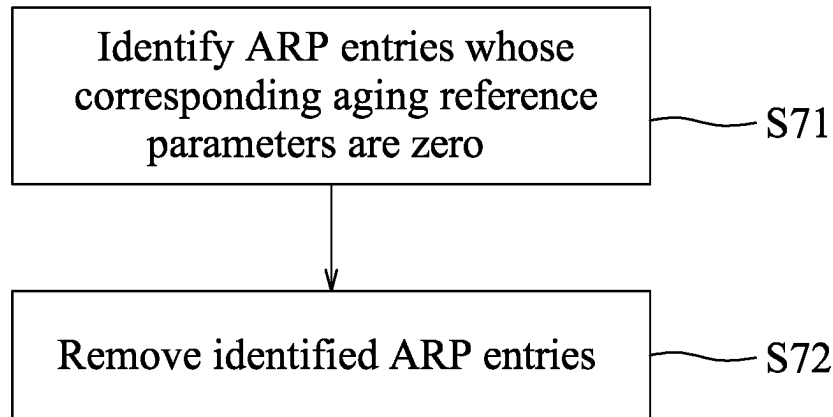 Identify ARP entries whose
corresponding aging reference
parameters are zero
S71
Remove identified ARP entries
S72